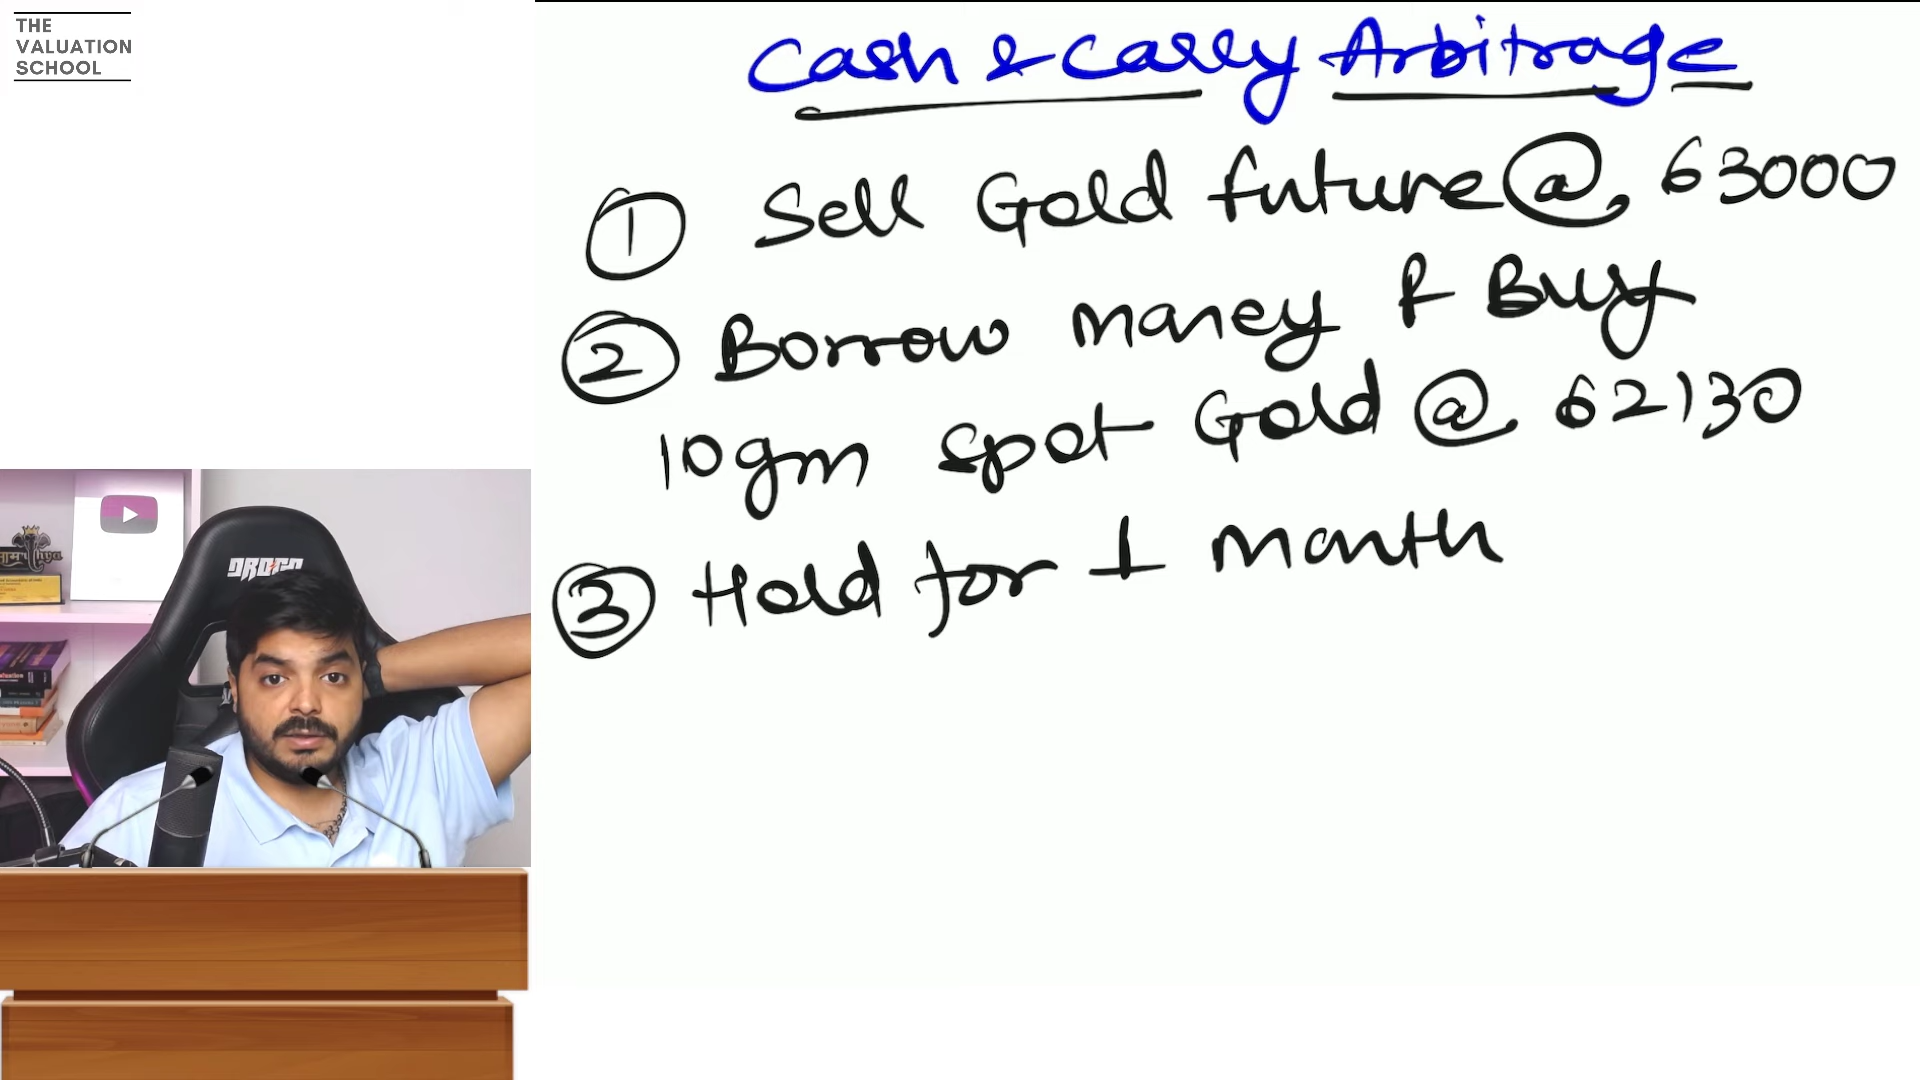 THE
VALUATION
SCHOOL
Cash & Carry Arbitrage
① Sell Gold future @ 63000
② Borrow money & Buy
10gm spot Gold @ 62130
③ Hold for 1 Month